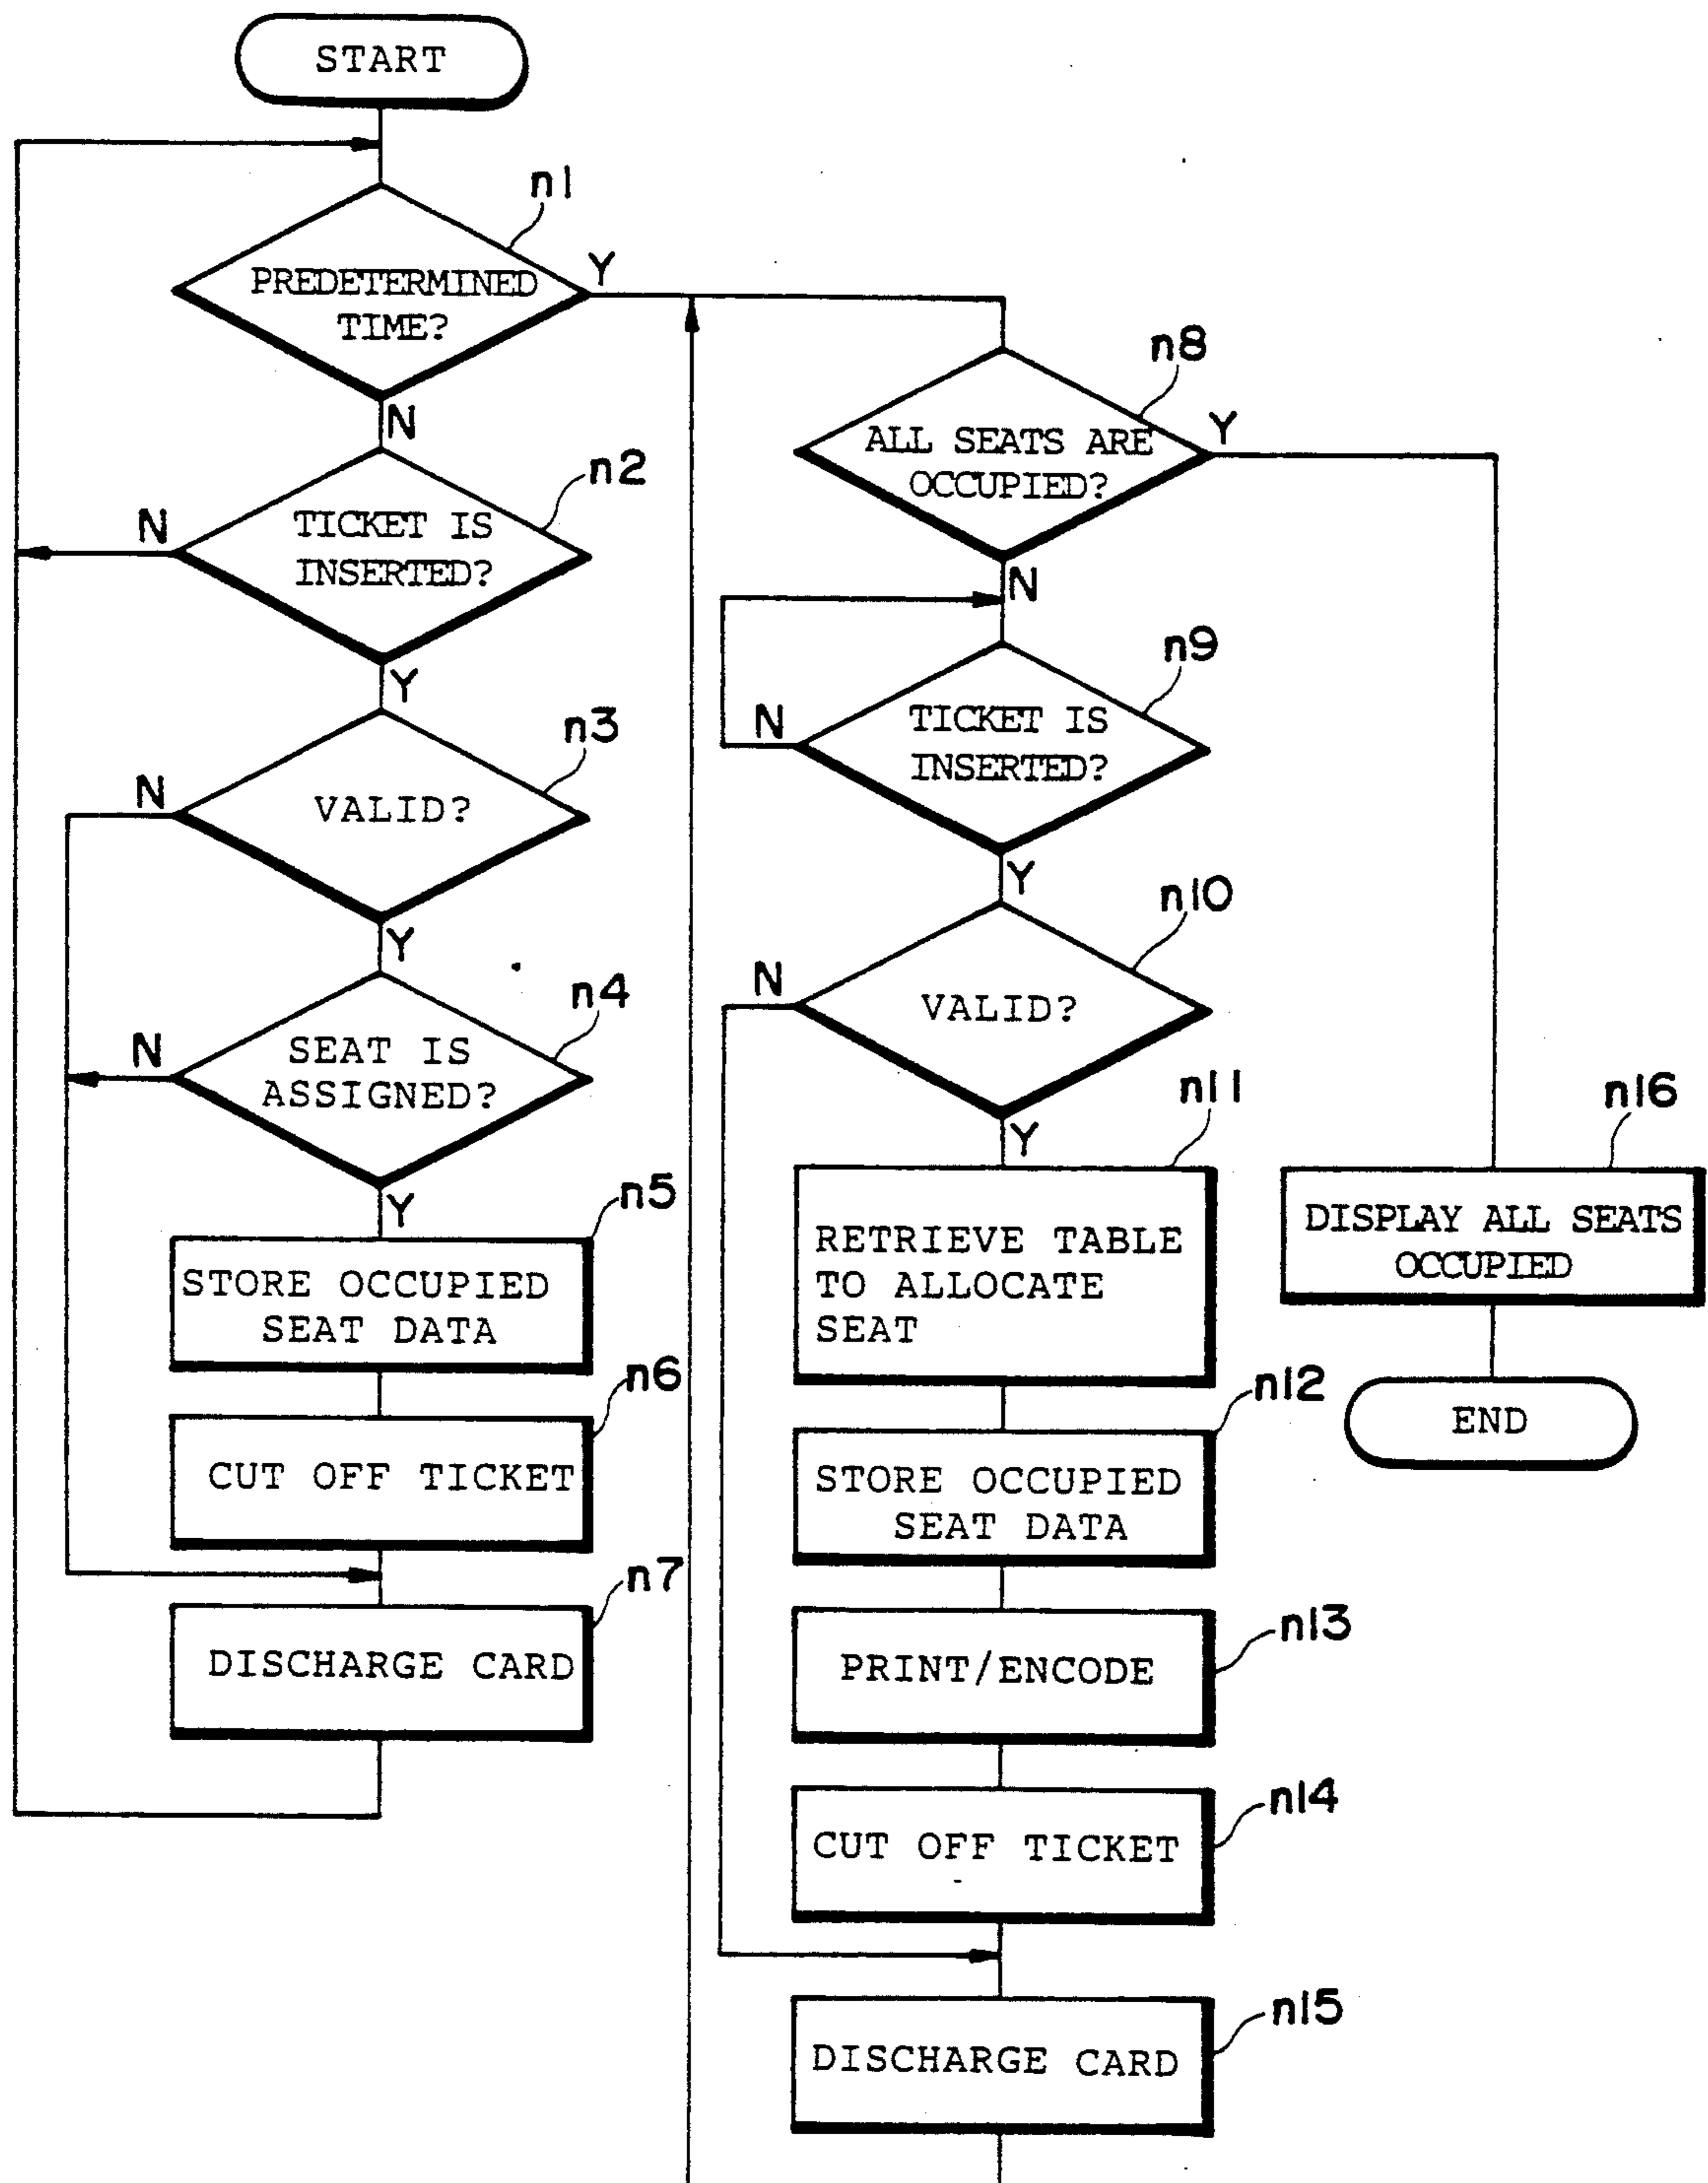 START
n1
PREDETERMINED
TIME?
Y
N
n2
TICKET IS
INSERTED?
N
Y
n3
VALID?
N
Y
n4
SEAT IS
ASSIGNED?
N
Y
n5
STORE OCCUPIED
SEAT DATA
n6
CUT OFF TICKET
n7
DISCHARGE CARD
n8
ALL SEATS ARE
OCCUPIED?
Y
N
n9
TICKET IS
INSERTED?
N
Y
n10
VALID?
N
Y
n11
RETRIEVE TABLE
TO ALLOCATE
SEAT
n12
STORE OCCUPIED
SEAT DATA
n13
PRINT/ENCODE
n14
CUT OFF TICKET
n15
DISCHARGE CARD
n16
DISPLAY ALL SEATS
OCCUPIED
END